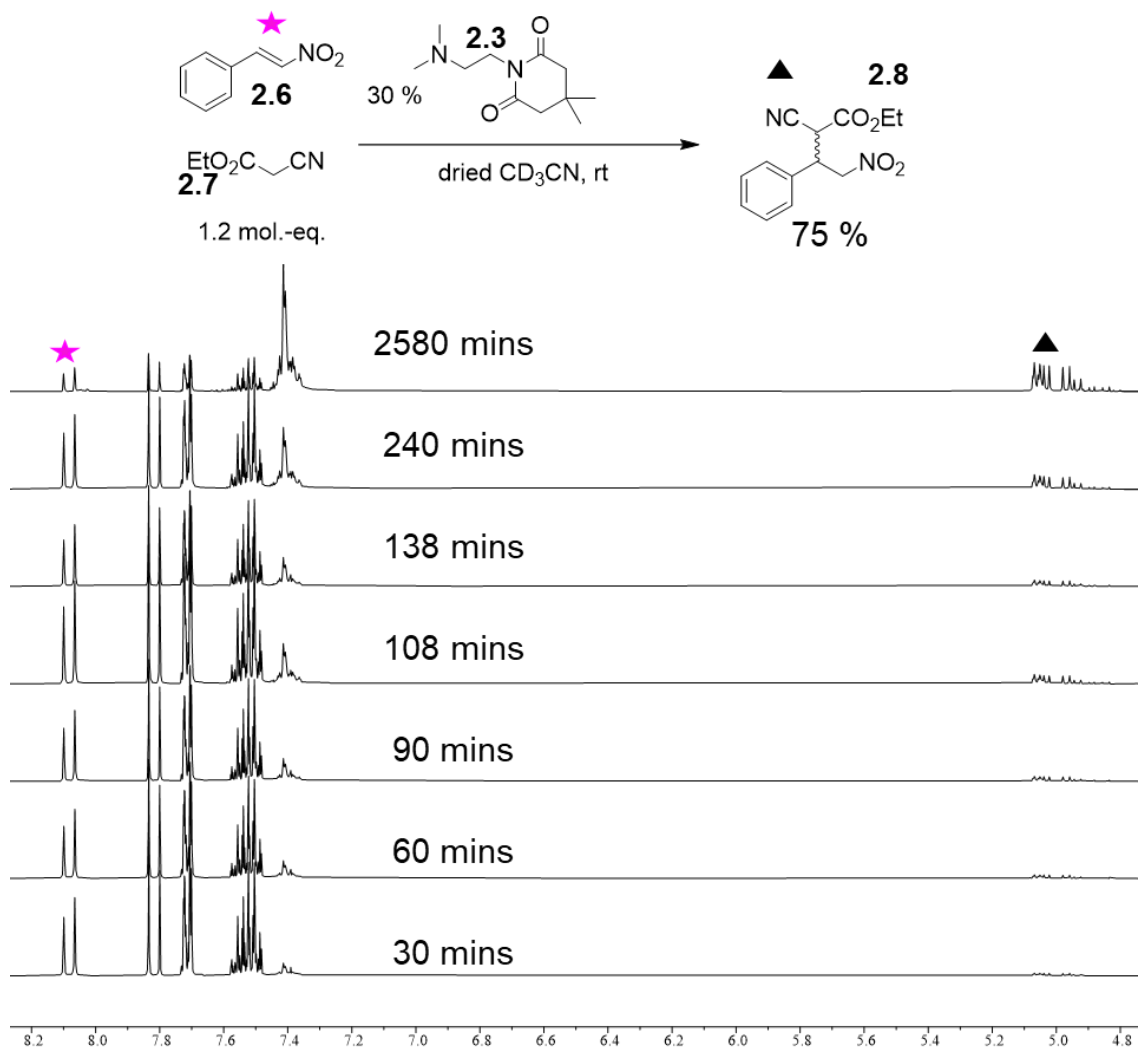 NO₂
2.6
EtO₂C
CN
2.7
1.2 mol.-eq.
N
2.3
O
N
O
30 %
dried CD₃CN, rt
2.8
NC
CO₂Et
NO₂
75 %
2580 mins
240 mins
138 mins
108 mins
90 mins
60 mins
30 mins
8.2 8.0 7.8 7.6 7.4 7.2 7.0 6.8 6.6 6.4 6.2 6.0 5.8 5.6 5.4 5.2 5.0 4.8